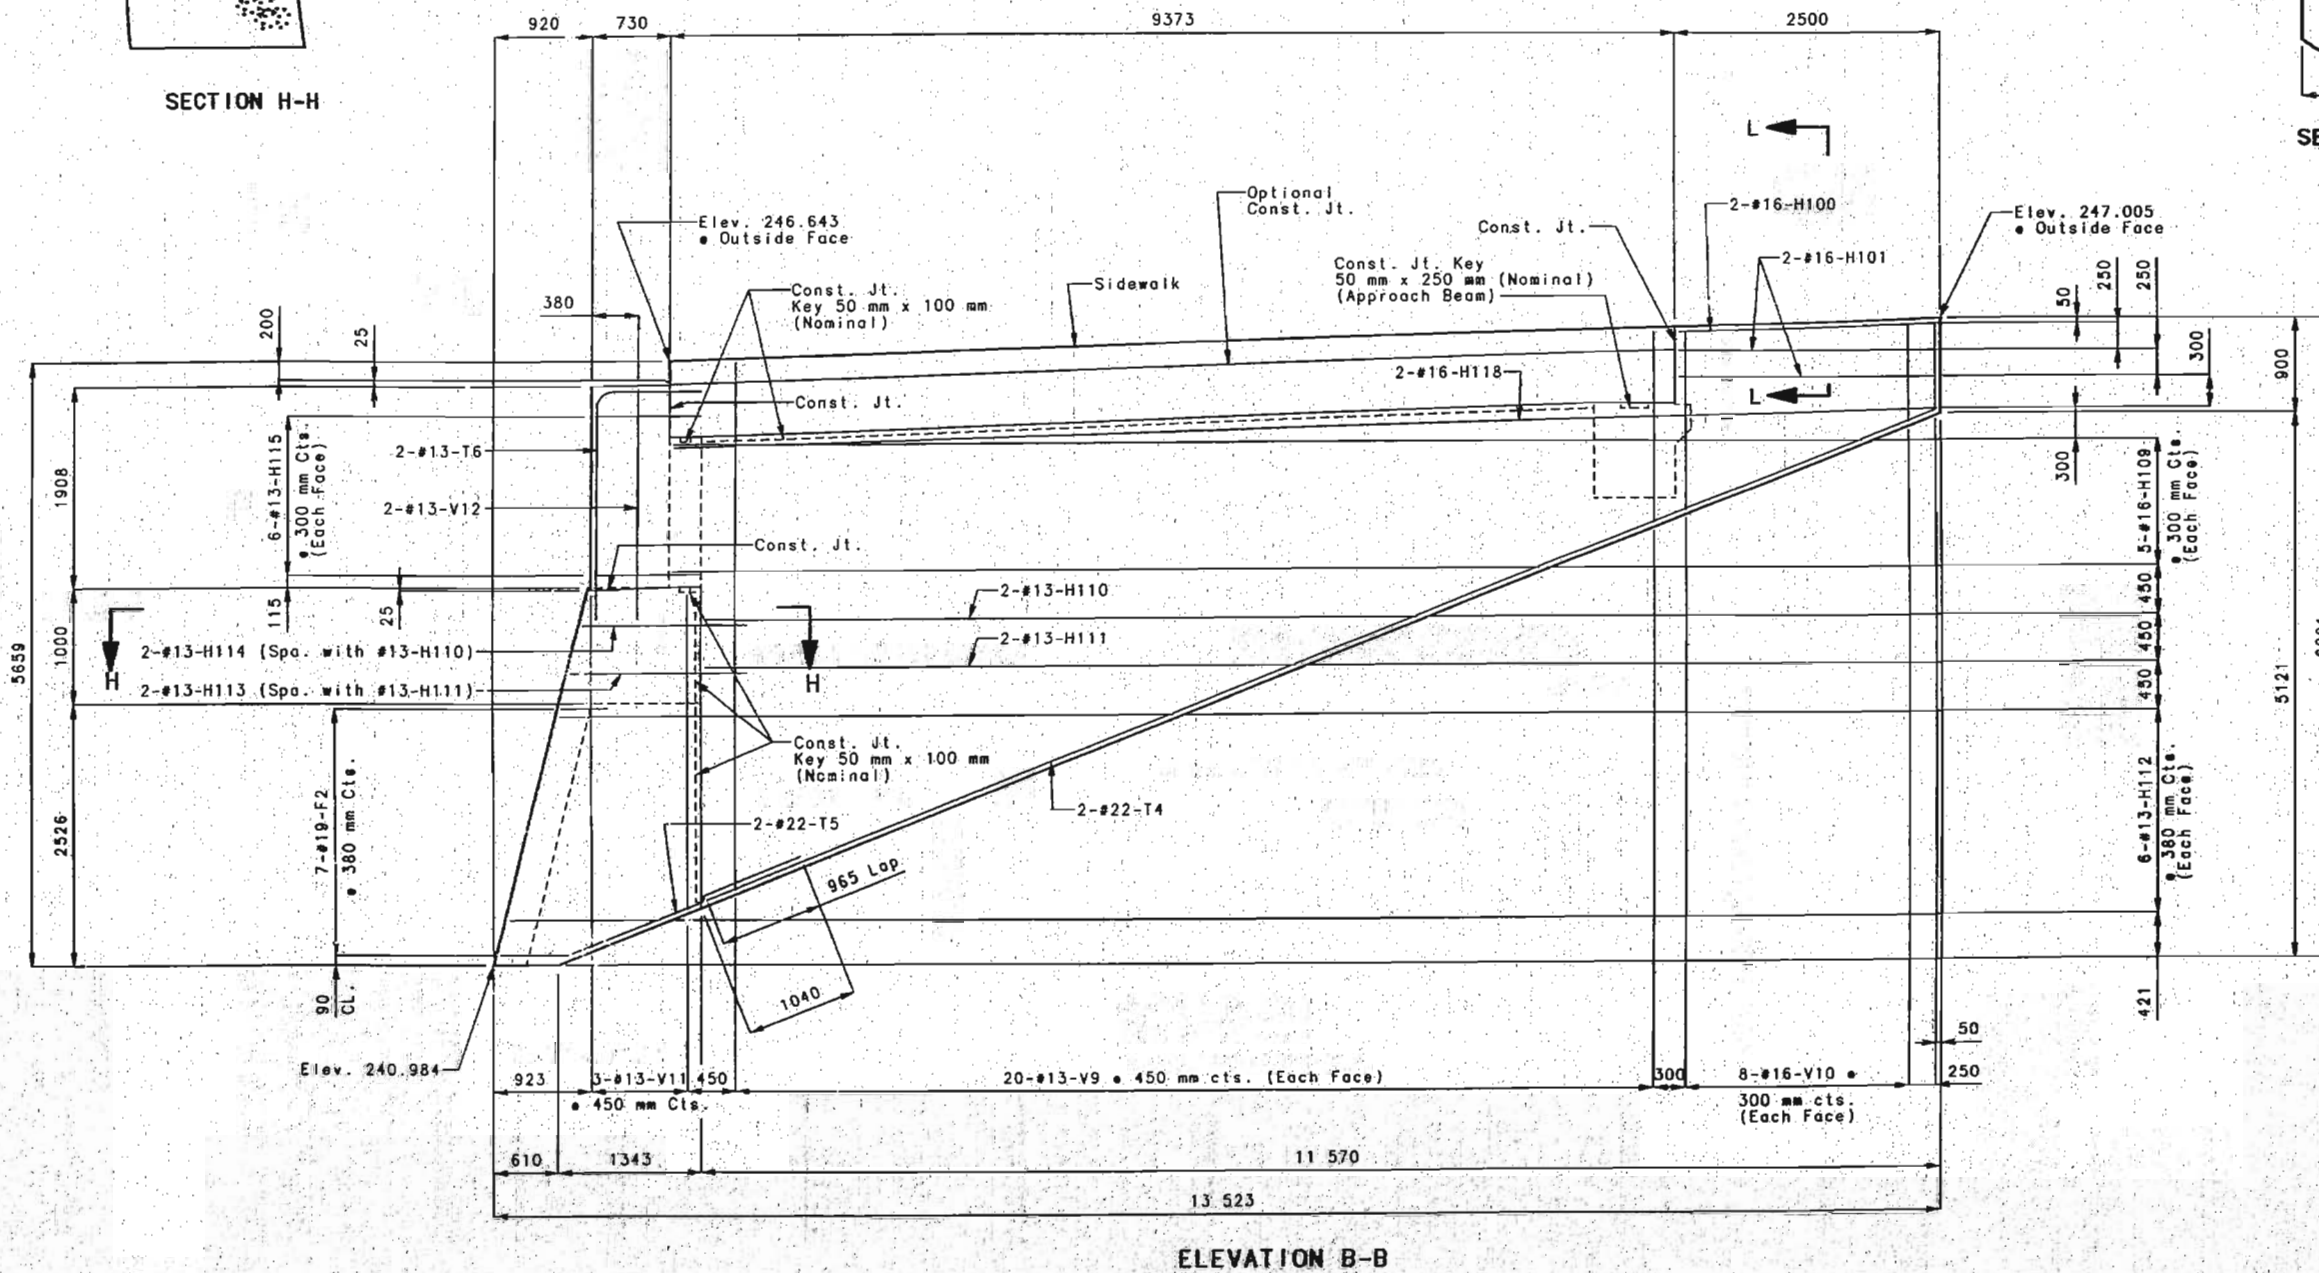 920
730
9373
2500
SECTION H-H
L
Elev. 246.643
• Outside Face
Optional
Const. Jt.
Const. Jt.
2-#16-H100
Elev. 247.005
• Outside Face
2-#16-H101
Const. Jt. Key
50 mm x 250 mm (Nominal)
(Approach Beam)
Sidewalk
Const. Jt.
Key 50 mm x 100 mm
(Nominal)
380
200
25
50
250
250
300
900
2-#16-H118
L
Const. Jt.
2-#13-T6
2-#13-V12
6-#13-H115
• 300 mm Cts.
(Each Face)
1908
Const. Jt.
300
5-#16-H109
• 300 mm Cts.
(Each Face)
115
25
2-#13-H110
2-#13-H111
450
450
450
5659
1000
H
2-#13-H114 (Spa. with #13-H110)
2-#13-H113 (Spa. with #13-H111)
H
5121
Const. Jt.
Key 50 mm x 100 mm
(Nominal)
2526
7-#19-F2
• 380 mm Cts.
2-#22-T5
2-#22-T4
965 Lap
1040
6-#13-H112
• 380 mm Cts.
(Each Face)
90
CL.
421
Elev. 240.984
50
923
3-#13-V11
450
20-#13-V9 • 450 mm cts. (Each Face)
300
8-#16-V10 •
250
• 450 mm Cts.
300 mm cts.
(Each Face)
610
1343
11 570
13 523
ELEVATION B-B